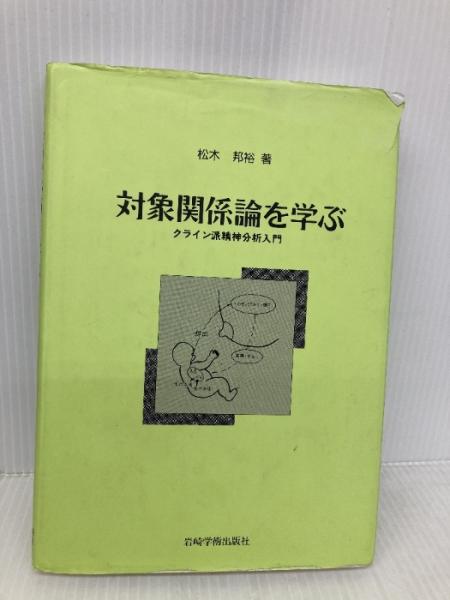 松木 邦裕 著
対象関係論を学ぶ
クライン派精神分析入門
岩崎学術出版社